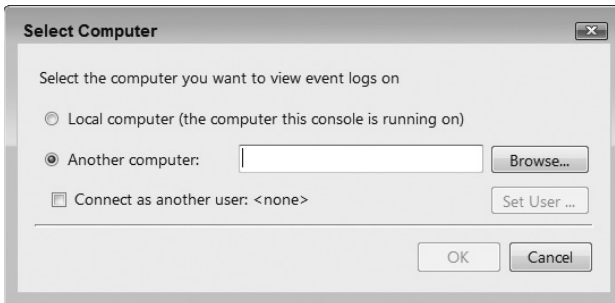 Select Computer
Select the computer you want to view event logs on
Local computer (the computer this console is running on)
Another computer:
Browse...
Connect as another user: <none>
Set User ...
OK
Cancel